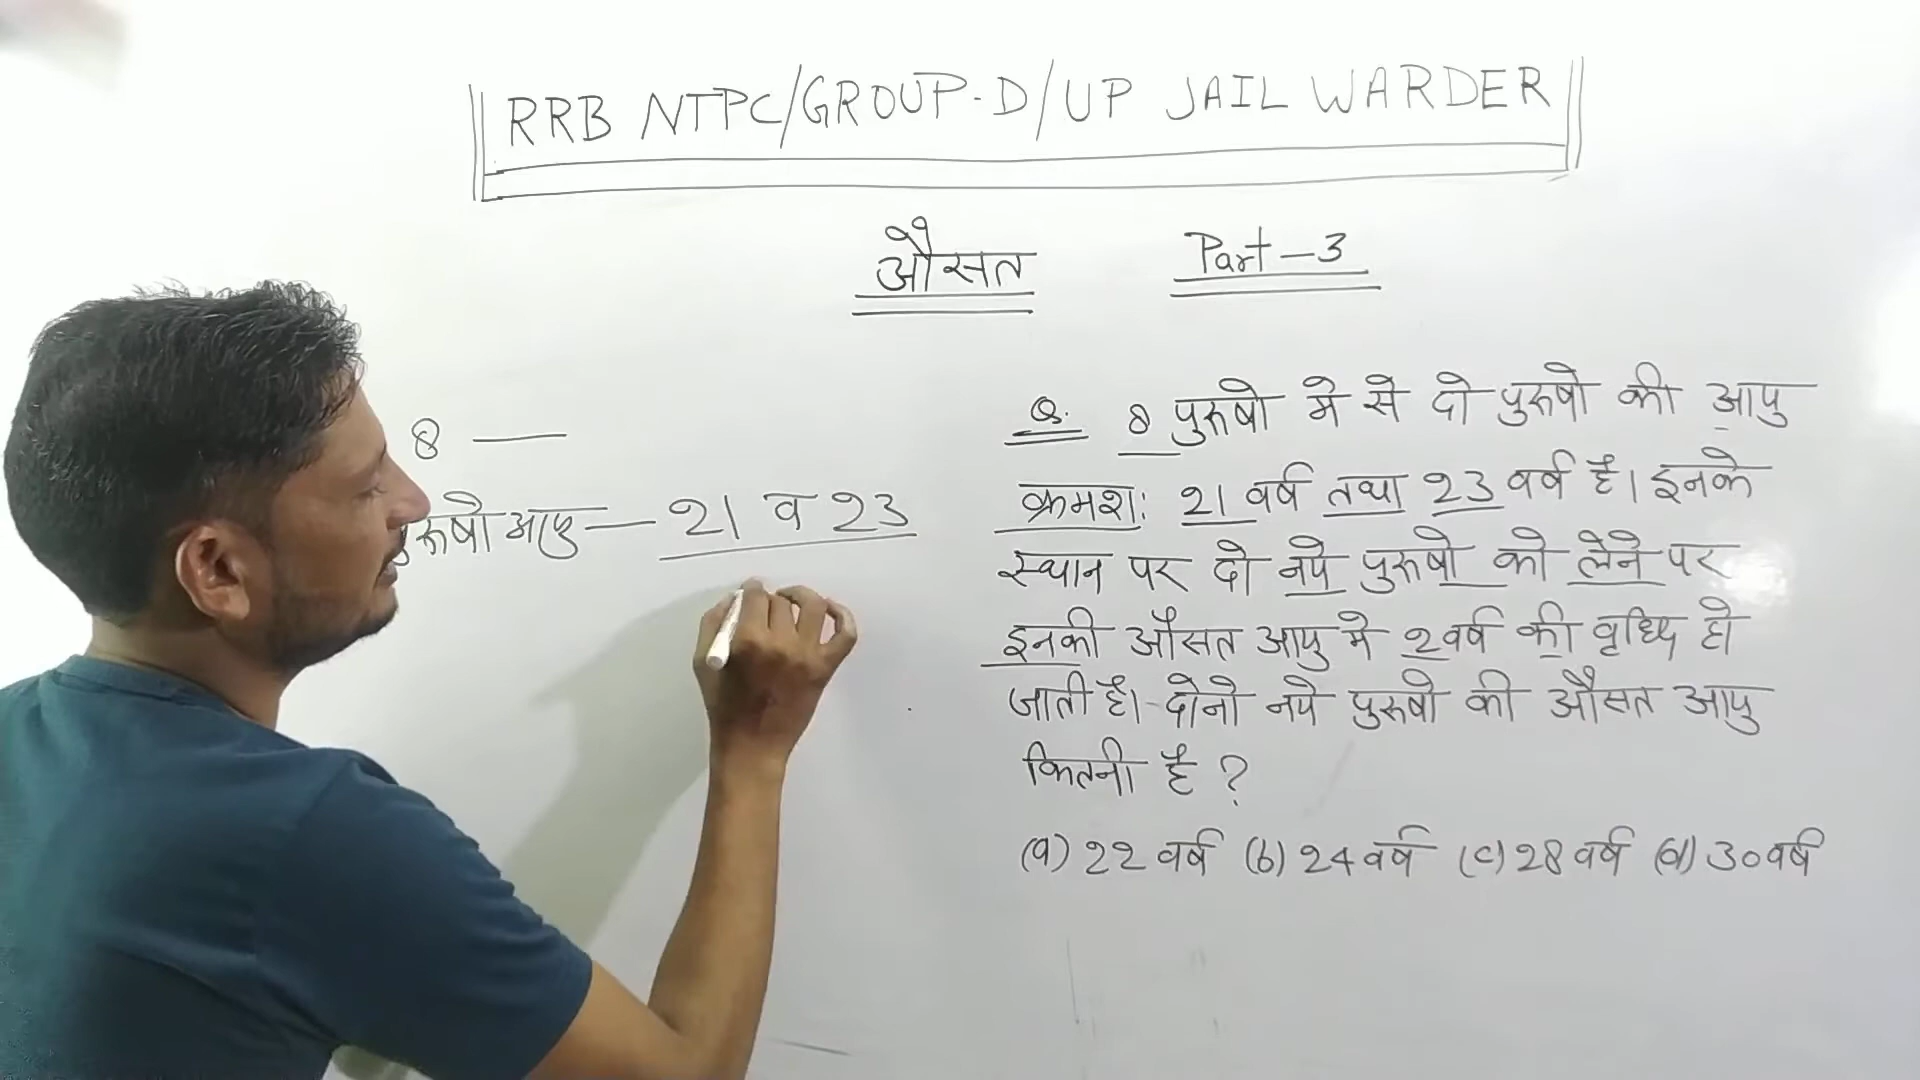 RRB NTPC/GROUP-D/UP JAIL WARDER
औसत Part-3
8 —
रूषो आयु — 21 व 23
Q. 8 पुरूषो मे से दो पुरूषो की आयु
क्रमश: 21 वर्ष तथा 23 वर्ष है। इनके
स्थान पर दो नये पुरूषो को लेने पर
इनकी औसत आयु मे 2 वर्ष की वृध्दि हो
जाती है। दोनो नये पुरूषो की औसत आयु
कितनी है ?
(a) 22 वर्ष (b) 24 वर्ष (c) 28 वर्ष (d) 30 वर्ष